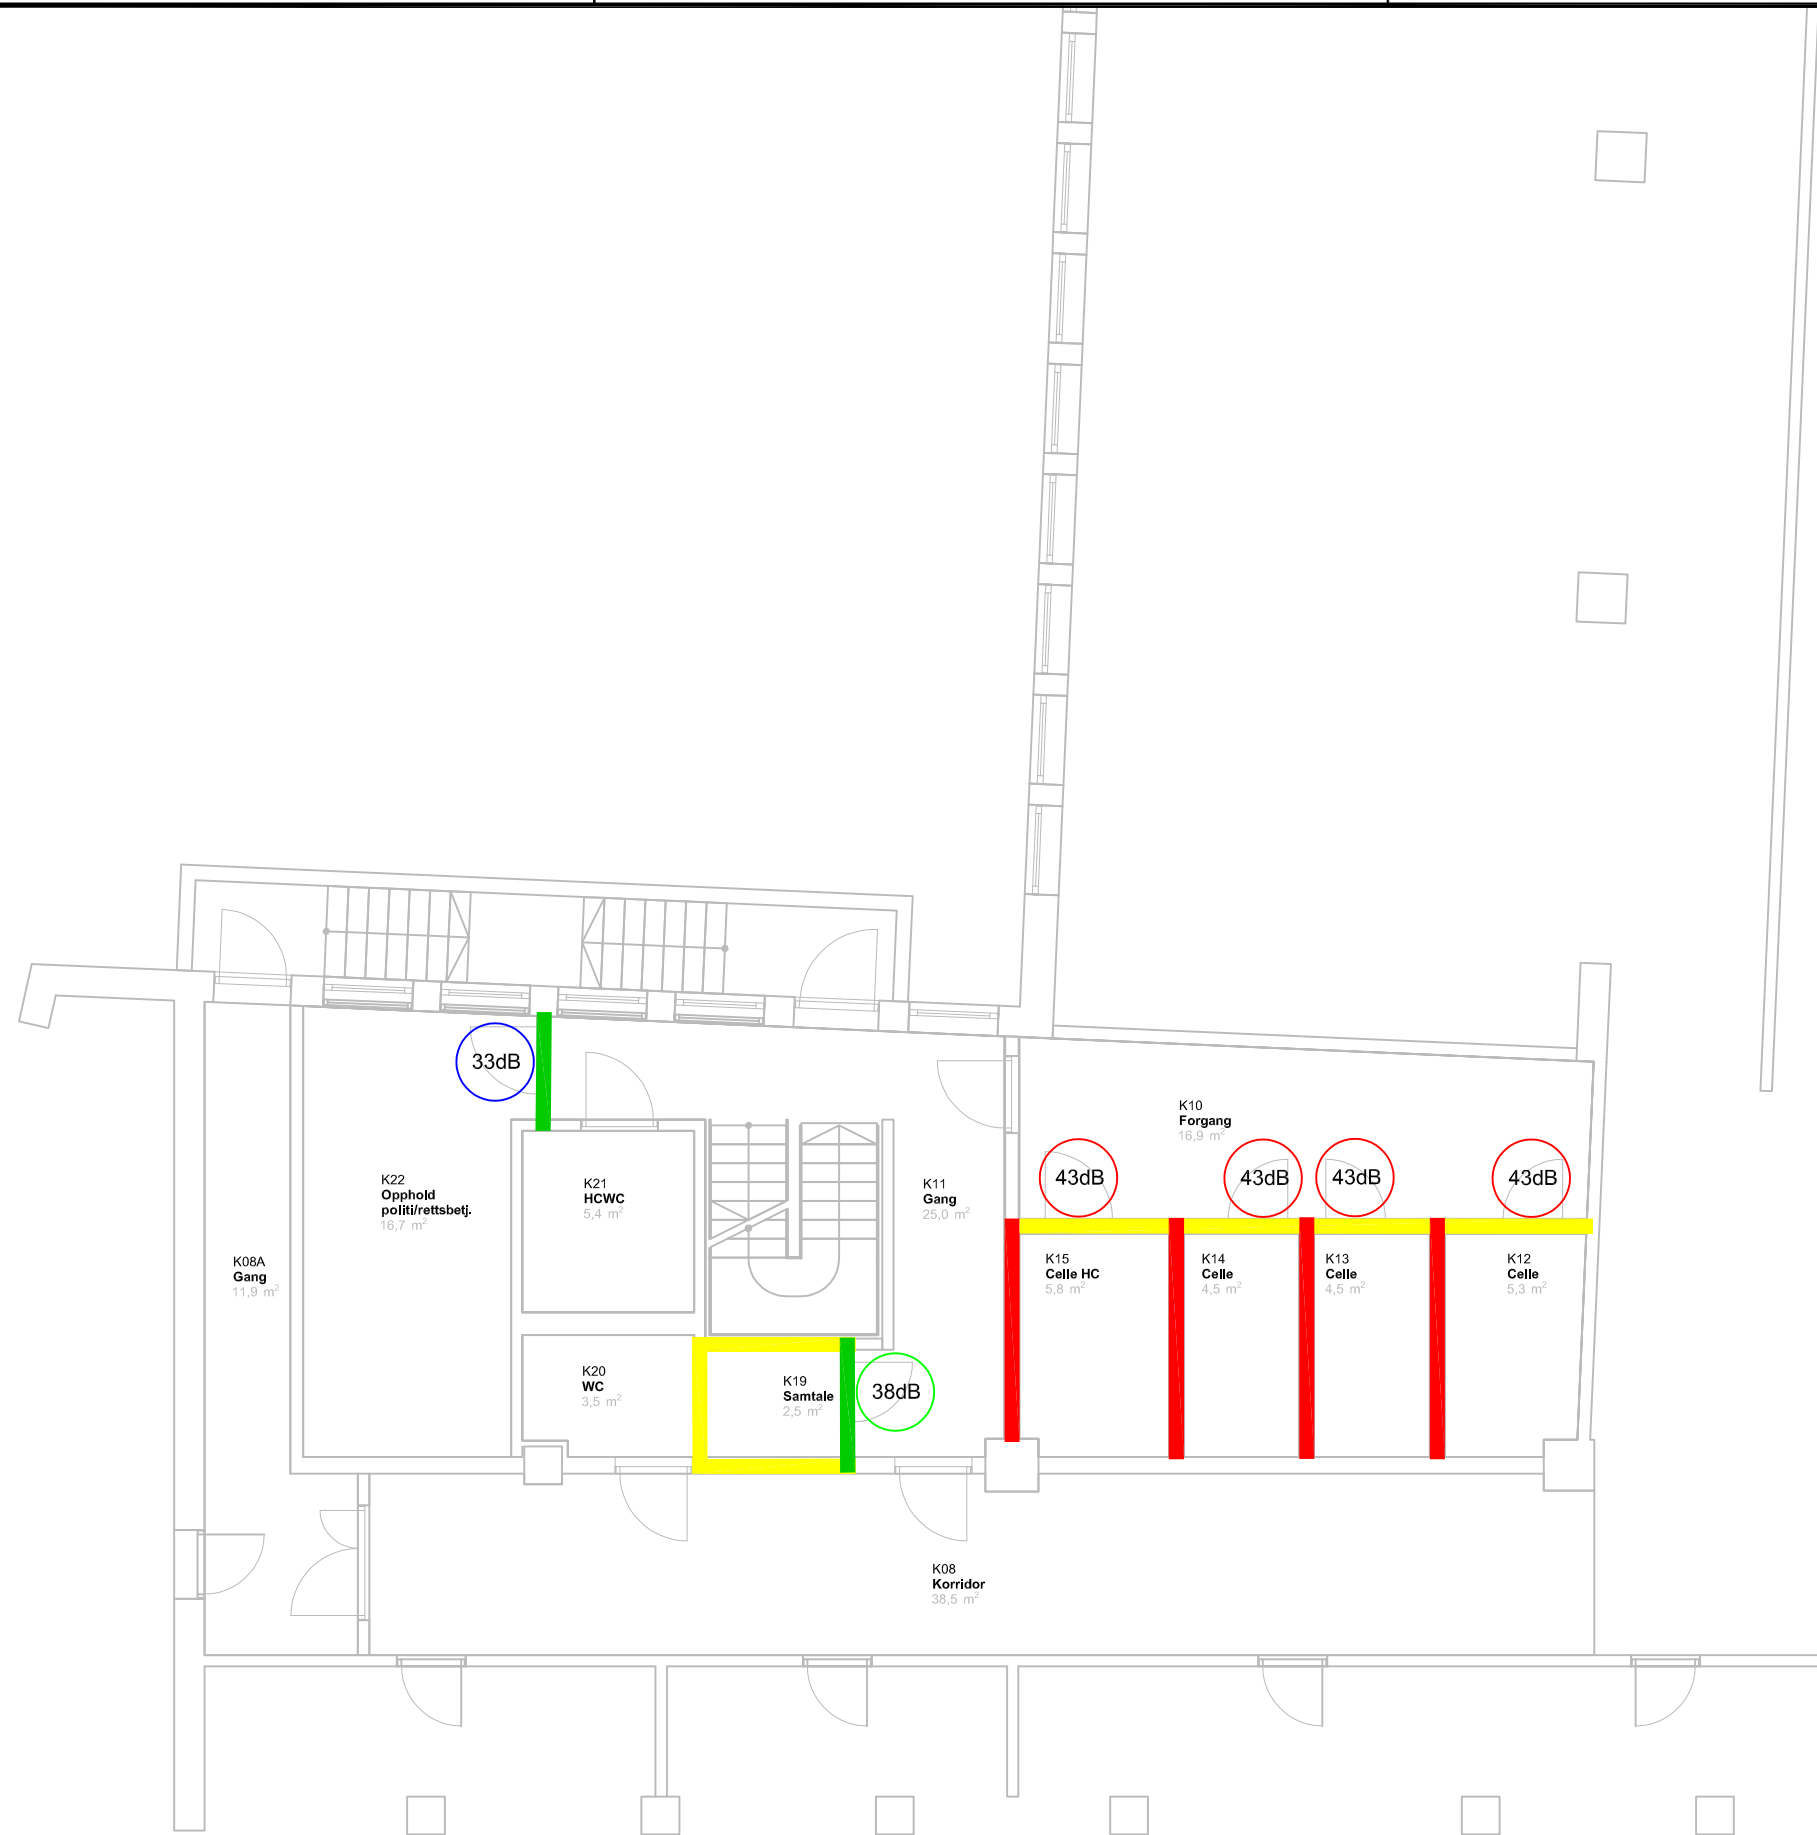 33dB
K10
Forgang
16,9 m²
43dB
43dB
43dB
43dB
K22
Opphold
politi/rettsbetj.
16,7 m²
K21
HCWC
5,4 m²
K11
Gang
25,0 m²
K08A
Gang
11,9 m²
K15
Celle HC
5,8 m²
K14
Celle
4,5 m²
K13
Celle
4,5 m²
K12
Celle
5,3 m²
K20
WC
3,5 m²
K19
Samtale
2,5 m²
38dB
K08
Korridor
38,5 m²